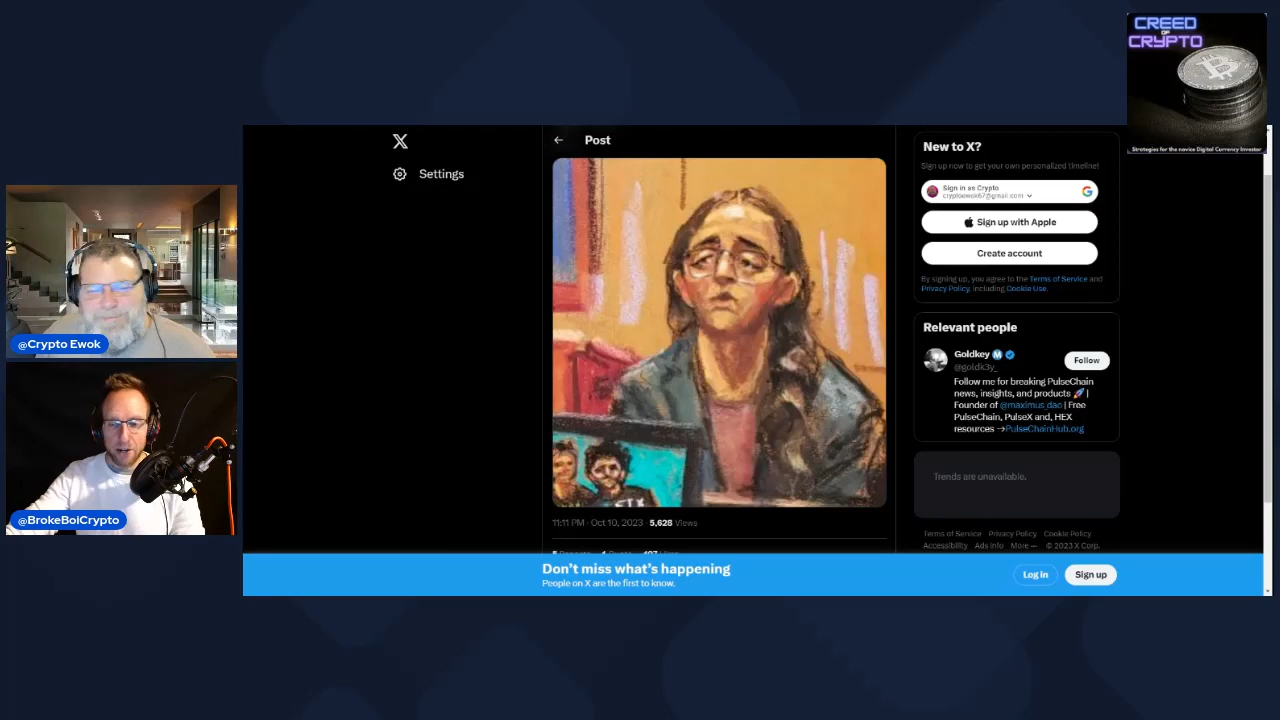 CREED
OF
CRYPTO
Strategies for the novice Digital Currency Investor
@Crypto Ewok
@BrokeBoiCrypto
X
Settings
Post
11:11 PM · Oct 10, 2023 · 5,628 Views
New to X?
Sign up now to get your own personalized timeline!
Sign in as Crypto
cryptoewok67@gmail.com
Sign up with Apple
Create account
By signing up, you agree to the Terms of Service and
Privacy Policy, including Cookie Use.
Relevant people
Goldkey M
@goldk3y_
Follow
Follow me for breaking PulseChain
news, insights, and products 🚀 |
Founder of @maximus_dao | Free
PulseChain, PulseX and, HEX
resources →PulseChainHub.org
Trends are unavailable.
Terms of Service Privacy Policy Cookie Policy
Accessibility Ads info More — © 2023 X Corp.
Don’t miss what’s happening
People on X are the first to know.
Log in
Sign up